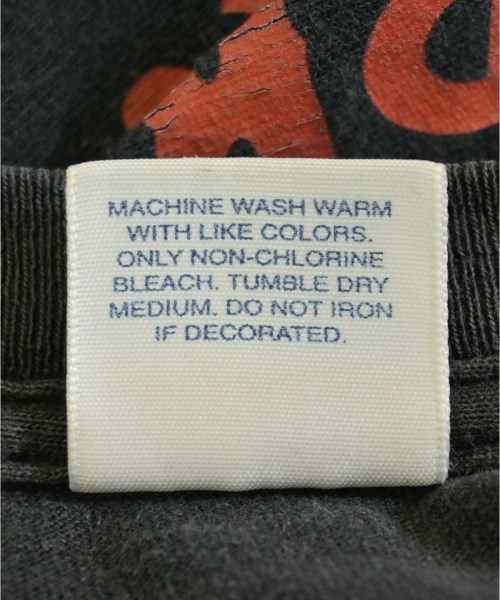 MACHINE WASH WARM
WITH LIKE COLORS.
ONLY NON-CHLORINE
BLEACH. TUMBLE DRY
MEDIUM. DO NOT IRON
IF DECORATED.